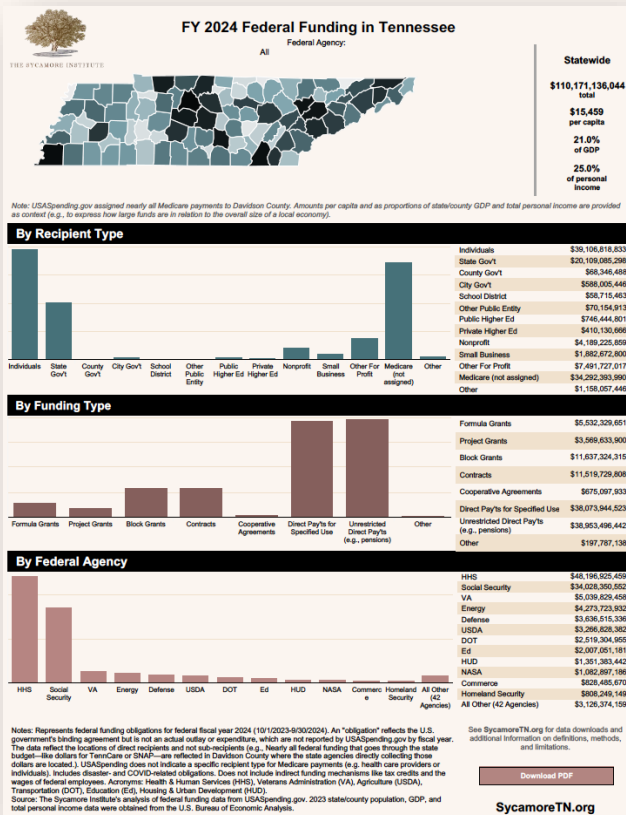 THE SYCAMORE INSTITUTE
FY 2024 Federal Funding in Tennessee
Federal Agency:
All
Statewide
$110,171,136,044
total
$15,459
per capita
21.0%
of GDP
25.0%
of personal
income
Note: USASpending.gov assigned nearly all Medicare payments to Davidson County. Amounts per capita and as proportions of state/county GDP and total personal income are provided
as context (e.g., to express how large funds are in relation to the overall size of a local economy).
By Recipient Type
Individuals
State
Gov't
County
Gov't
City Gov't
School
District
Other
Public
Entity
Public
Higher Ed
Private
Higher Ed
Nonprofit
Small
Business
Other For
Profit
Medicare
(not
assigned)
Other
Individuals $39,106,818,833
State Gov't $20,109,085,298
County Gov't $68,346,488
City Gov't $588,005,446
School District $58,715,463
Other Public Entity $70,154,913
Public Higher Ed $746,444,801
Private Higher Ed $410,130,666
Nonprofit $4,189,225,859
Small Business $1,882,672,800
Other For Profit $7,491,727,017
Medicare (not assigned) $34,292,393,990
Other $1,158,057,446
By Funding Type
Formula Grants
Project Grants
Block Grants
Contracts
Cooperative
Agreements
Direct Pay'ts for
Specified Use
Unrestricted
Direct Pay'ts
(e.g., pensions)
Other
Formula Grants $5,532,329,651
Project Grants $3,569,633,900
Block Grants $11,637,324,315
Contracts $11,519,729,808
Cooperative Agreements $675,097,933
Direct Pay'ts for Specified Use $38,073,944,523
Unrestricted Direct Pay'ts
(e.g., pensions) $38,953,496,442
Other $197,787,138
By Federal Agency
HHS
Social
Security
VA
Energy
Defense
USDA
DOT
Ed
HUD
NASA
Commerc
e
Homeland
Security
All Other
(42
Agencies)
HHS $48,196,925,459
Social Security $34,028,350,552
VA $5,039,829,458
Energy $4,273,723,932
Defense $3,636,515,336
USDA $3,266,828,382
DOT $2,519,304,955
Ed $2,007,051,181
HUD $1,351,383,442
NASA $1,082,897,186
Commerce $828,485,670
Homeland Security $808,249,149
All Other (42 Agencies) $3,126,374,159
Notes: Represents federal funding obligations for federal fiscal year 2024 (10/1/2023-9/30/2024). An "obligation" reflects the U.S.
government's binding agreement but is not an actual outlay or expenditure, which are not reported by USASpending.gov by fiscal year.
The data reflect the locations of direct recipients and not sub-recipients (e.g., Nearly all federal funding that goes through the state
budget—like dollars for TennCare or SNAP—are reflected in Davidson County where the state agencies directly collecting those
dollars are located.). USASpending does not indicate a specific recipient type for Medicare payments (e.g. health care providers or
individuals). Includes disaster- and COVID-related obligations. Does not include indirect funding mechanisms like tax credits and the
wages of federal employees. Acronyms: Health & Human Services (HHS), Veterans Administration (VA), Agriculture (USDA),
Transportation (DOT), Education (Ed), Housing & Urban Development (HUD).
Source: The Sycamore Institute's analysis of federal funding data from USASpending.gov. 2023 state/county population, GDP, and
total personal income data were obtained from the U.S. Bureau of Economic Analysis.
See SycamoreTN.org for data downloads and
additional information on definitions, methods,
and limitations.
Download PDF
SycamoreTN.org